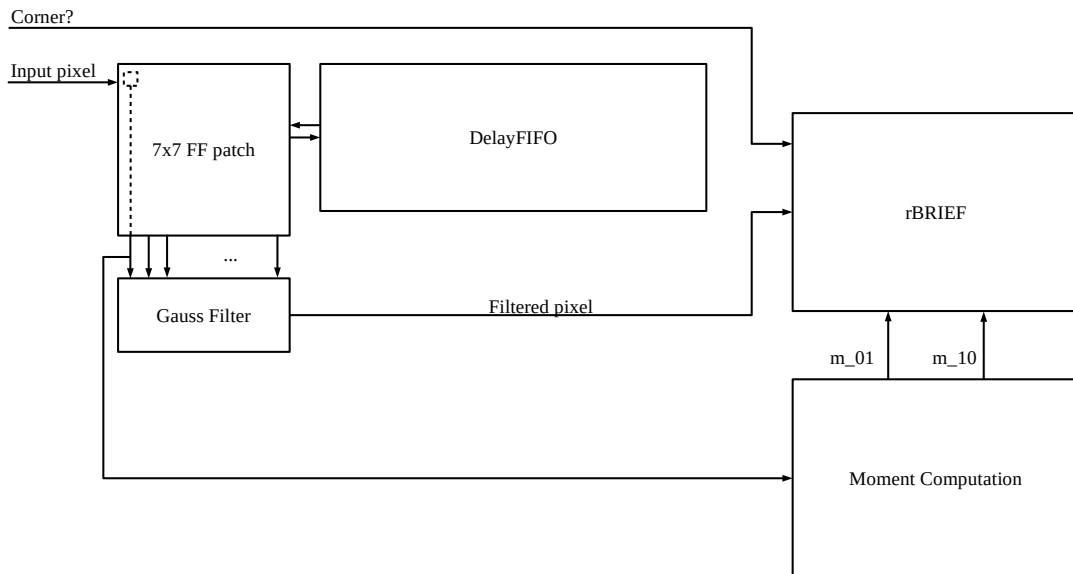 Corner?
Input pixel
7x7 FF patch
DelayFIFO
rBRIEF
...
Gauss Filter
Filtered pixel
m_01
m_10
Moment Computation